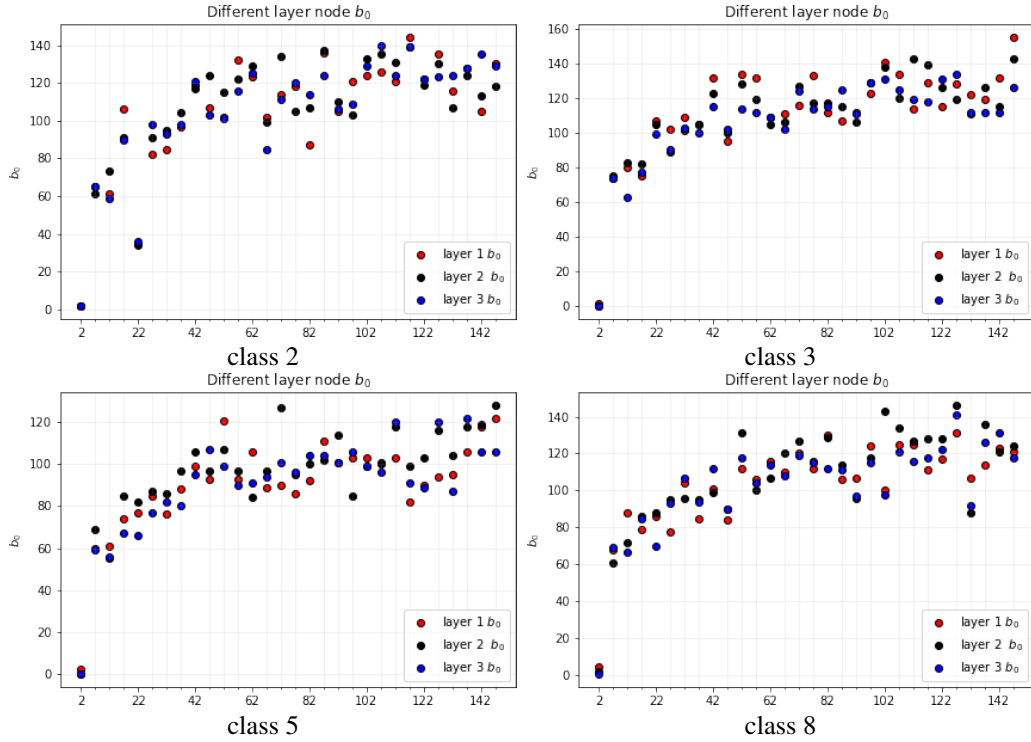 Different layer node b₀
140
120
100
80
60
40
20
0
b₀
layer 1 b₀
layer 2 b₀
layer 3 b₀
2 22 42 62 82 102 122 142
class 2
Different layer node b₀
160
140
120
100
80
60
40
20
0
b₀
layer 1 b₀
layer 2 b₀
layer 3 b₀
2 22 42 62 82 102 122 142
class 3
Different layer node b₀
120
100
80
60
40
20
0
b₀
layer 1 b₀
layer 2 b₀
layer 3 b₀
2 22 42 62 82 102 122 142
class 5
Different layer node b₀
140
120
100
80
60
40
20
0
b₀
layer 1 b₀
layer 2 b₀
layer 3 b₀
2 22 42 62 82 102 122 142
class 8